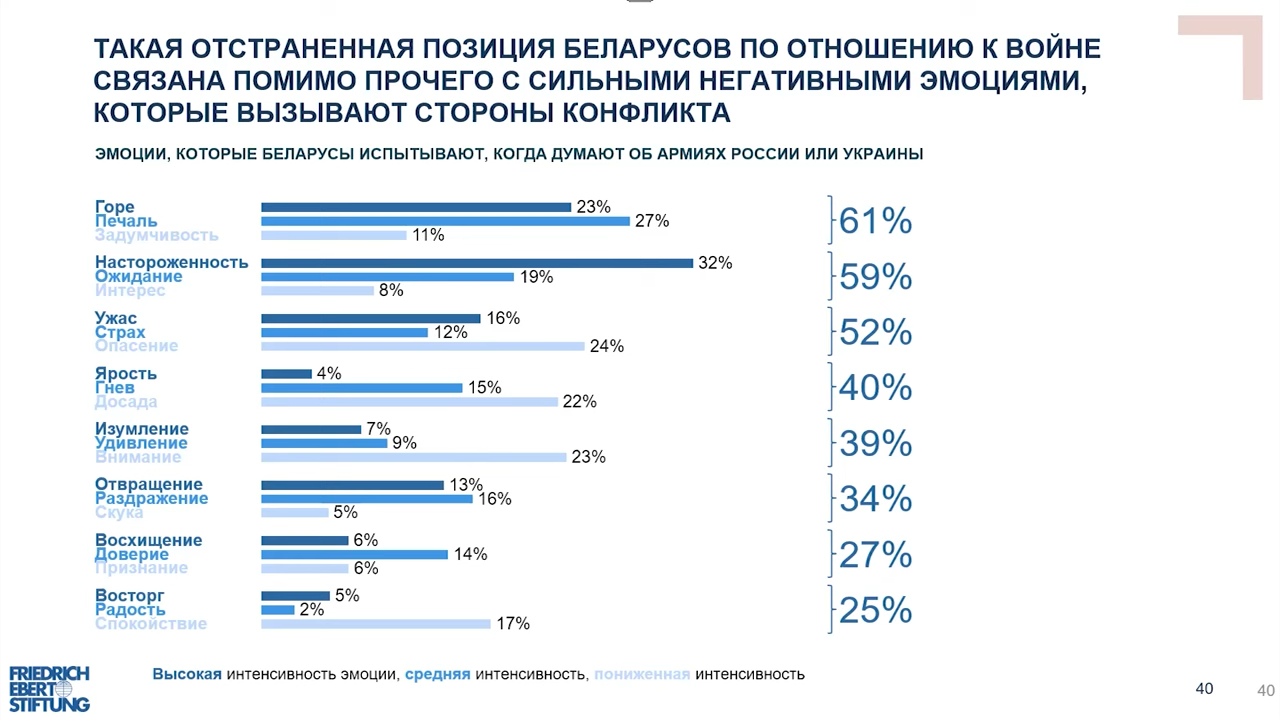 ТАКАЯ ОТСТРАНЕННАЯ ПОЗИЦИЯ БЕЛАРУСОВ ПО ОТНОШЕНИЮ К ВОЙНЕ
СВЯЗАНА ПОМИМО ПРОЧЕГО С СИЛЬНЫМИ НЕГАТИВНЫМИ ЭМОЦИЯМИ,
КОТОРЫЕ ВЫЗЫВАЮТ СТОРОНЫ КОНФЛИКТА
ЭМОЦИИ, КОТОРЫЕ БЕЛАРУСЫ ИСПЫТЫВАЮТ, КОГДА ДУМАЮТ ОБ АРМИЯХ РОССИИ ИЛИ УКРАИНЫ
Горе 23%
Печаль 27%
Задумчивость 11%
61%
Настороженность 32%
Ожидание 19%
Интерес 8%
59%
Ужас 16%
Страх 12%
Опасение 24%
52%
Ярость 4%
Гнев 15%
Досада 22%
40%
Изумление 7%
Удивление 9%
Внимание 23%
39%
Отвращение 13%
Раздражение 16%
Скука 5%
34%
Восхищение 6%
Доверие 14%
Признание 6%
27%
Восторг 5%
Радость 2%
Спокойствие 17%
25%
Высокая интенсивность эмоции, средняя интенсивность, пониженная интенсивность
FRIEDRICH
EBERT
STIFTUNG
40
40